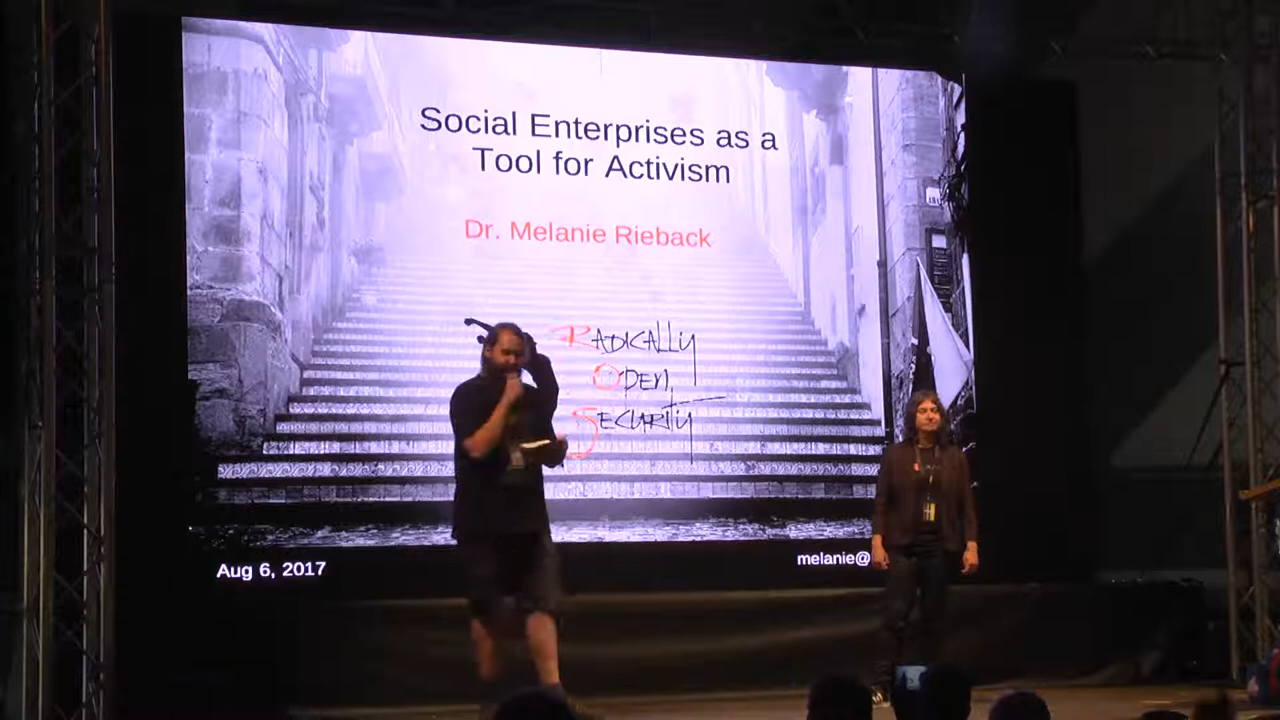 Social Enterprises as a
Tool for Activism
Dr. Melanie Rieback
Radically
Open
Security
Aug 6, 2017
melanie@